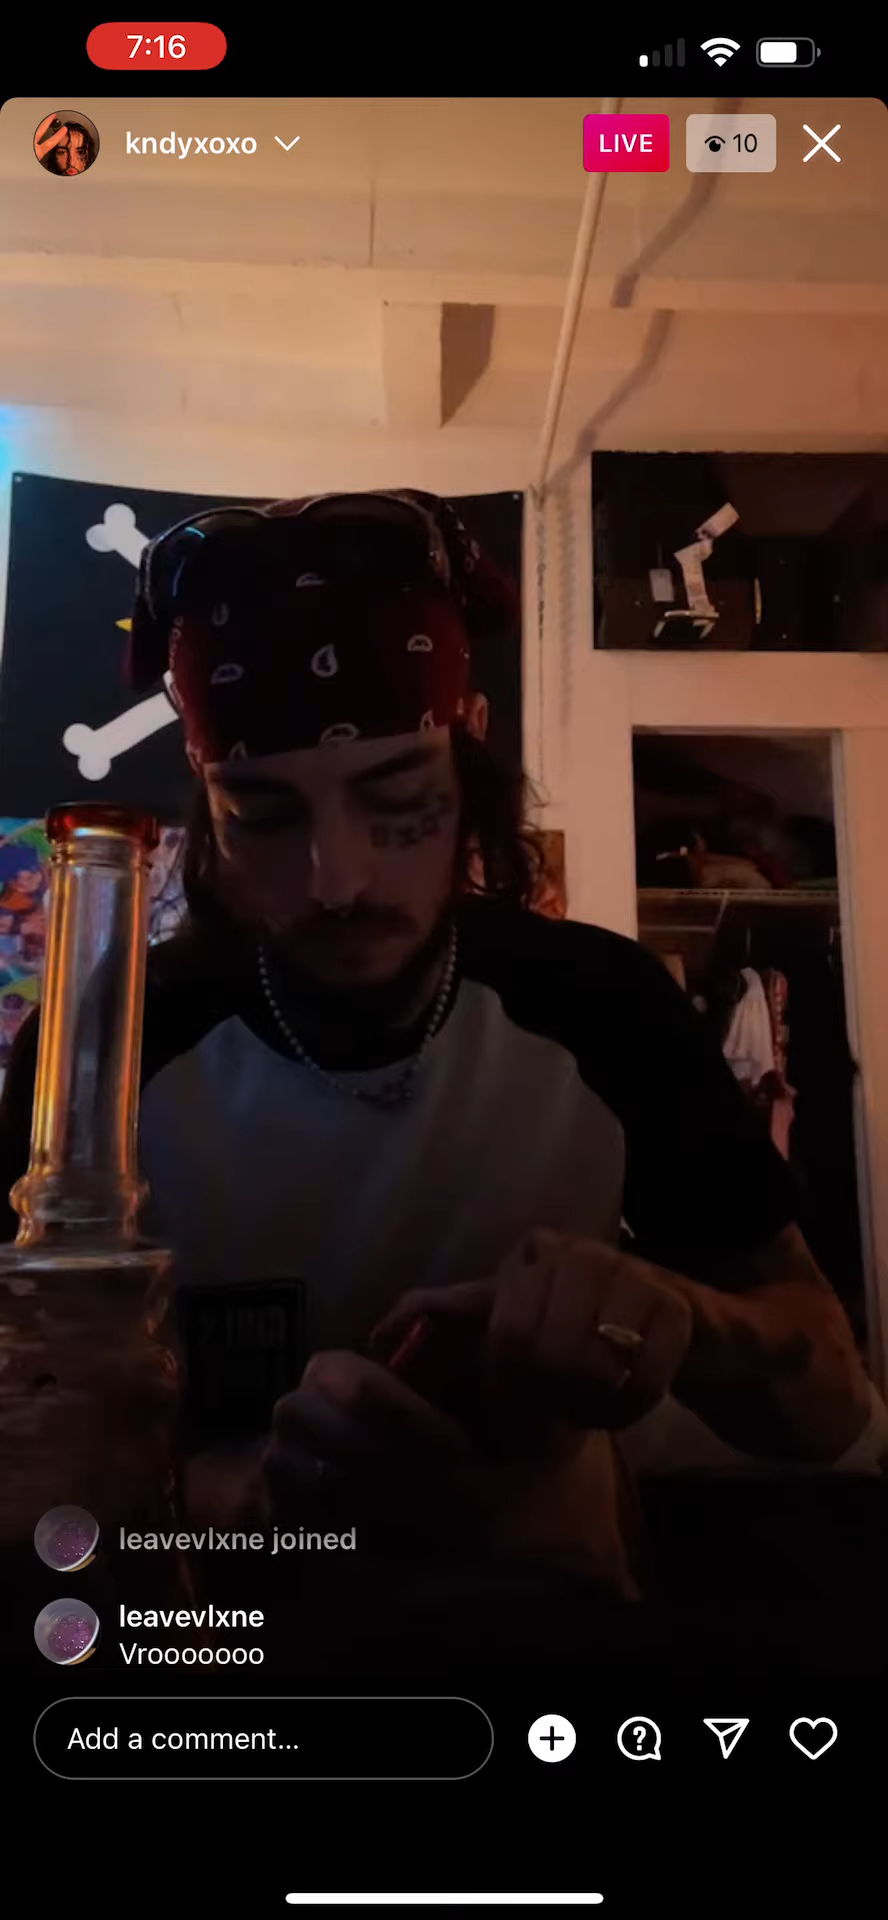 7:16
kndyxoxo
LIVE
10
leavevlxne joined
leavevlxne
Vrooooooo
Add a comment...